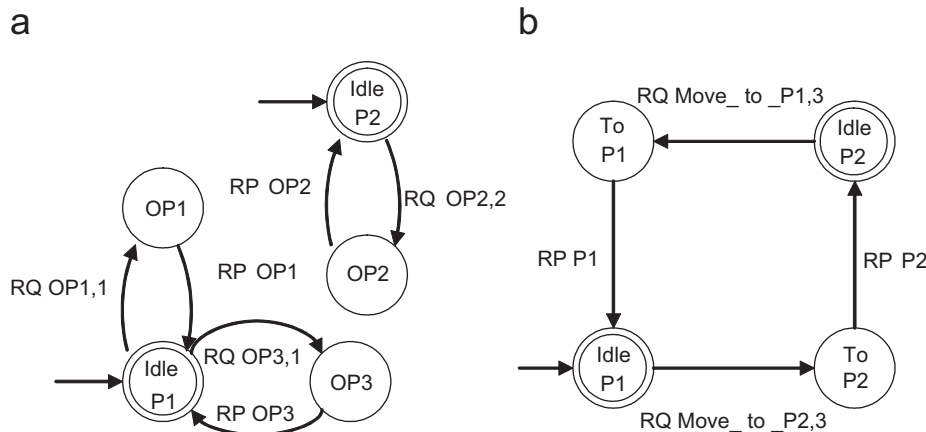 a
Idle
P2
RP OP2
RQ OP2,2
OP2
OP1
RQ OP1,1
RP OP1
Idle
P1
RQ OP3,1
OP3
RP OP3
b
RQ Move_ to _P1,3
To
P1
Idle
P2
RP P1
RP P2
Idle
P1
To
P2
RQ Move_ to _P2,3